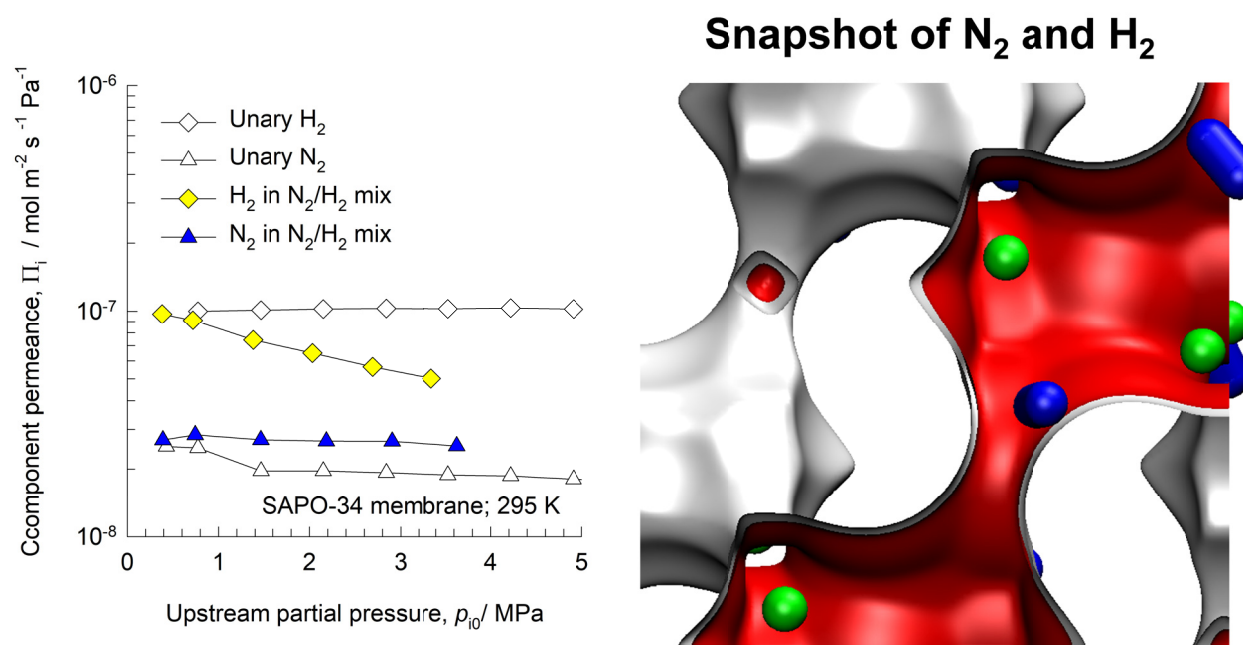 Snapshot of N₂ and H₂
Ccomponent permeance, Πᵢ / mol m⁻² s⁻¹ Pa⁻¹
10⁻⁶
10⁻⁷
10⁻⁸
Unary H₂
Unary N₂
H₂ in N₂/H₂ mix
N₂ in N₂/H₂ mix
SAPO-34 membrane; 295 K
0 1 2 3 4 5
Upstream partial pressure, pᵢ₀/ MPa